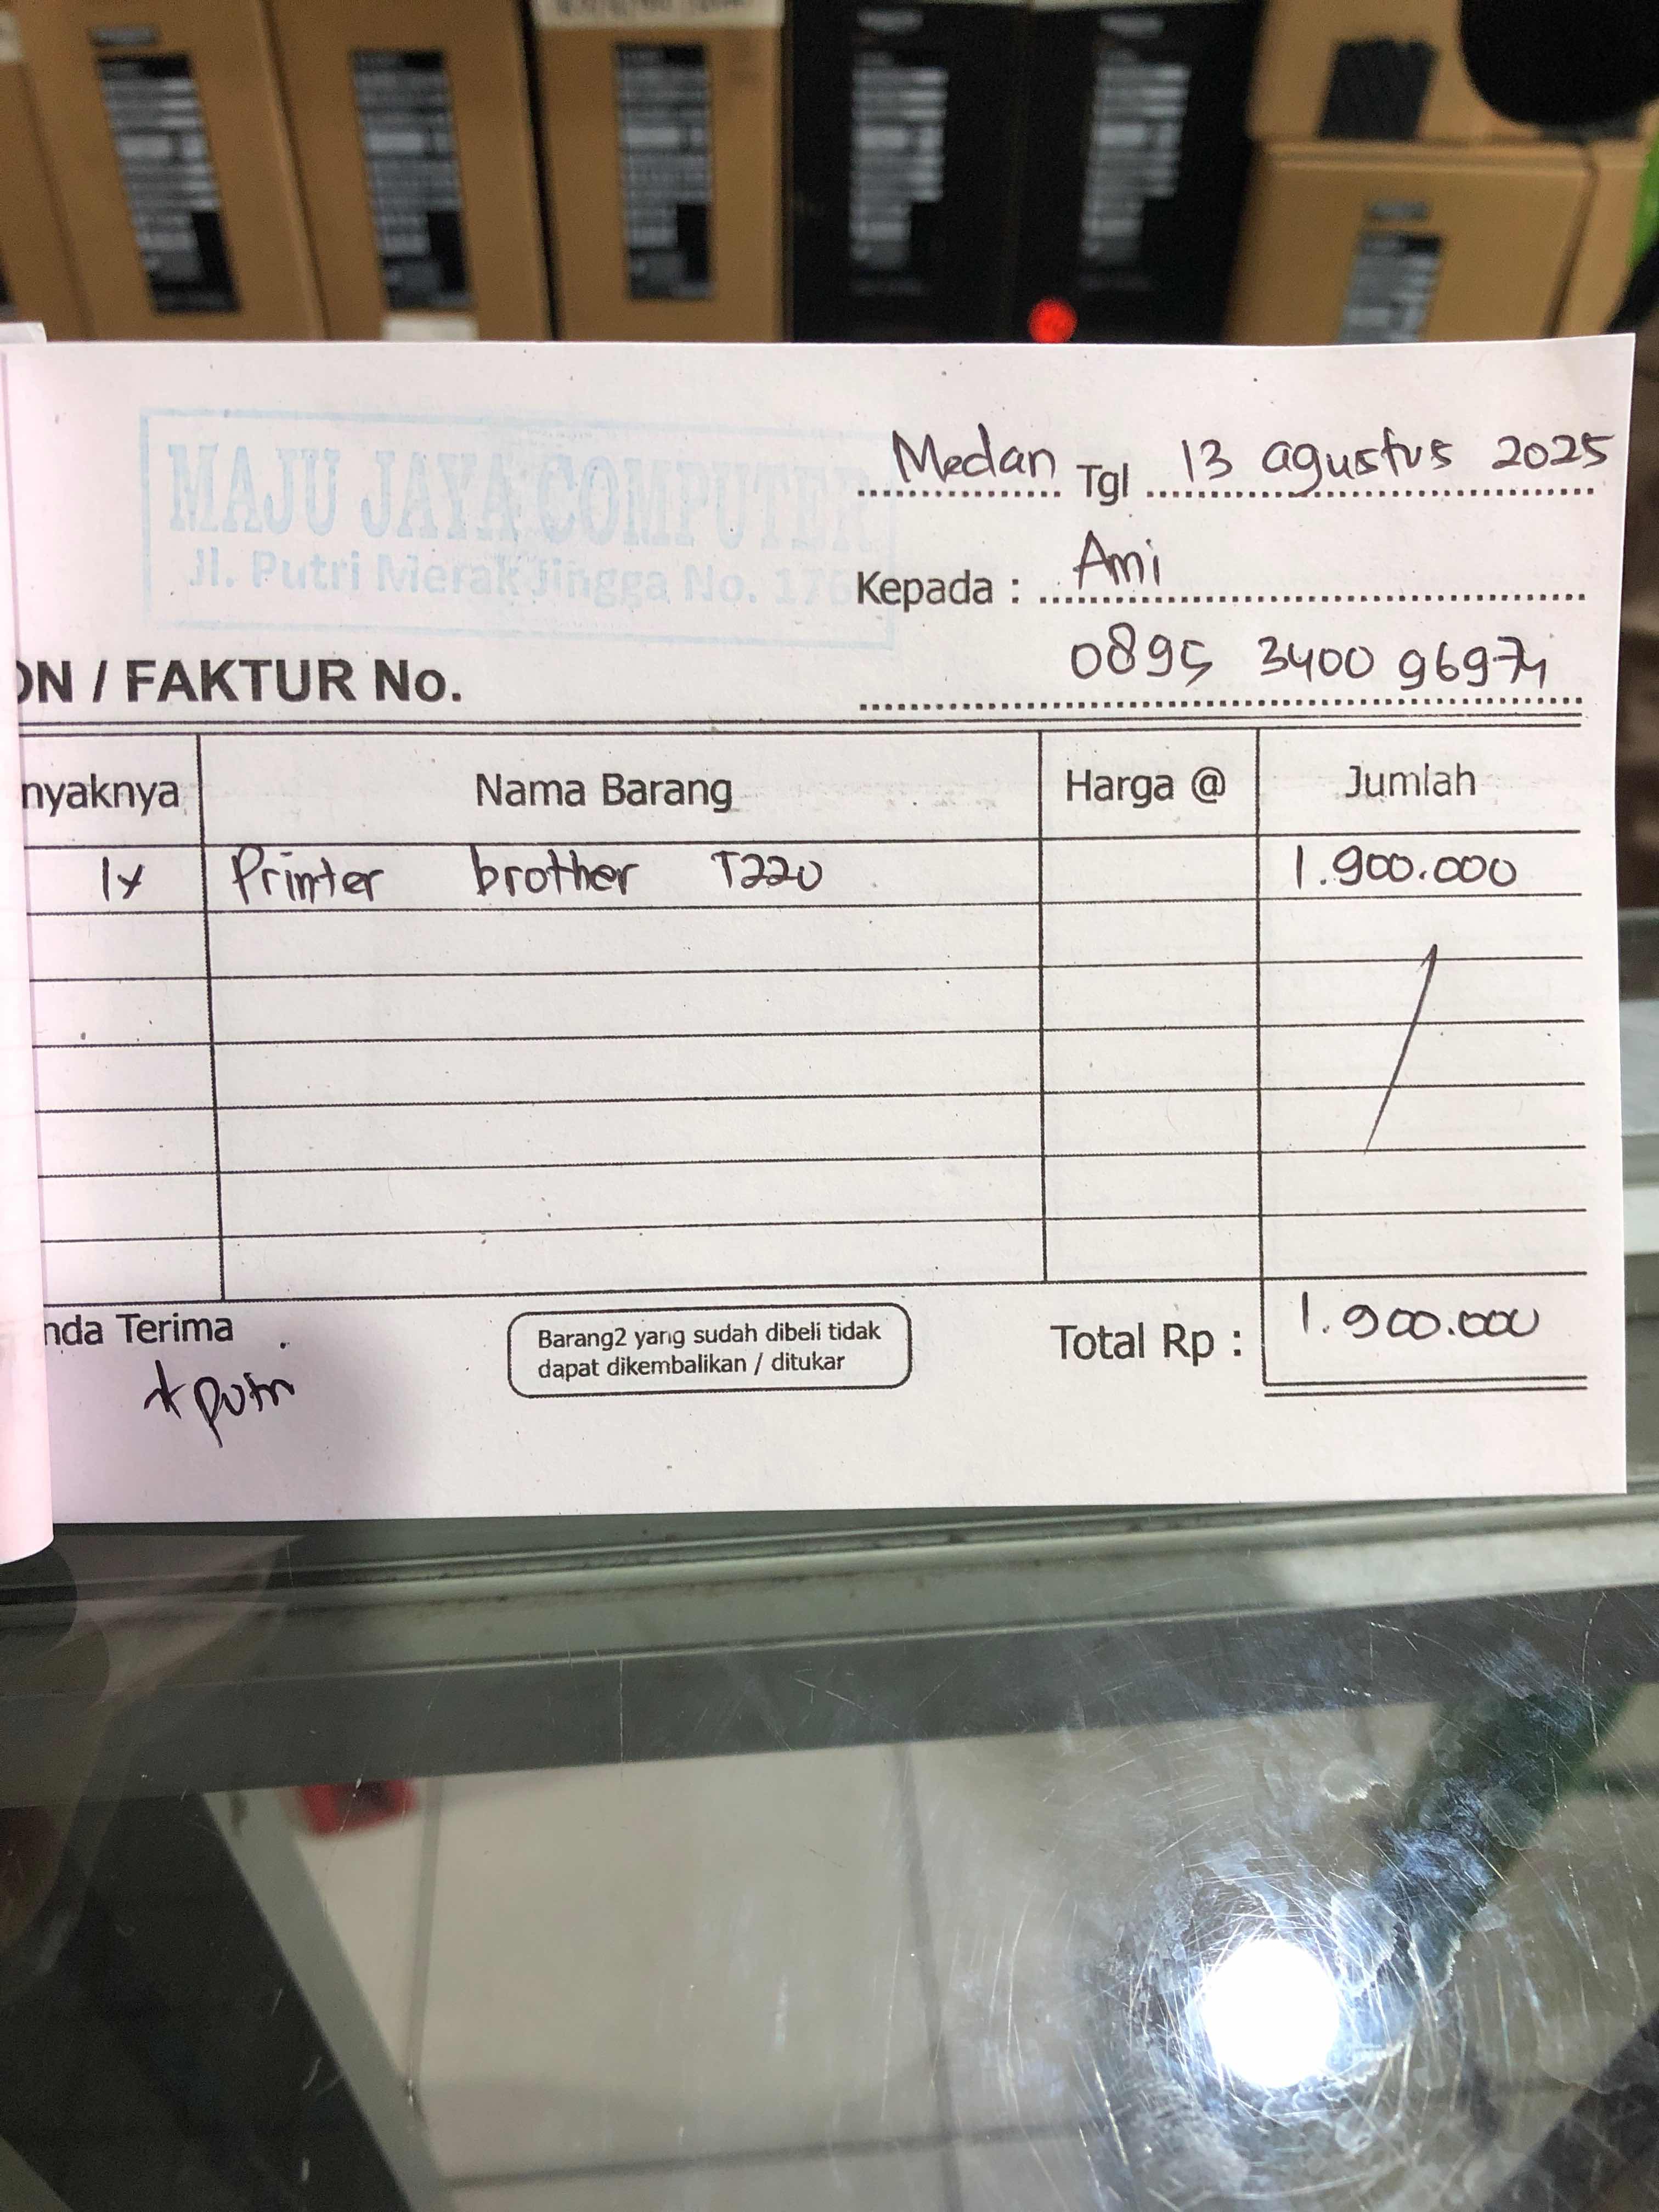 MAJU JAYA COMPUTER
Jl. Putri Merak Jingga No. 176
Medan Tgl 13 agustus 2025
Kepada : Ani
0895 3400 96974
ON / FAKTUR No.
nyaknya Nama Barang Harga @ Jumlah
1x Printer brother T220 1.900.000
nda Terima
putri
Barang2 yang sudah dibeli tidak
dapat dikembalikan / ditukar
Total Rp : 1.900.000